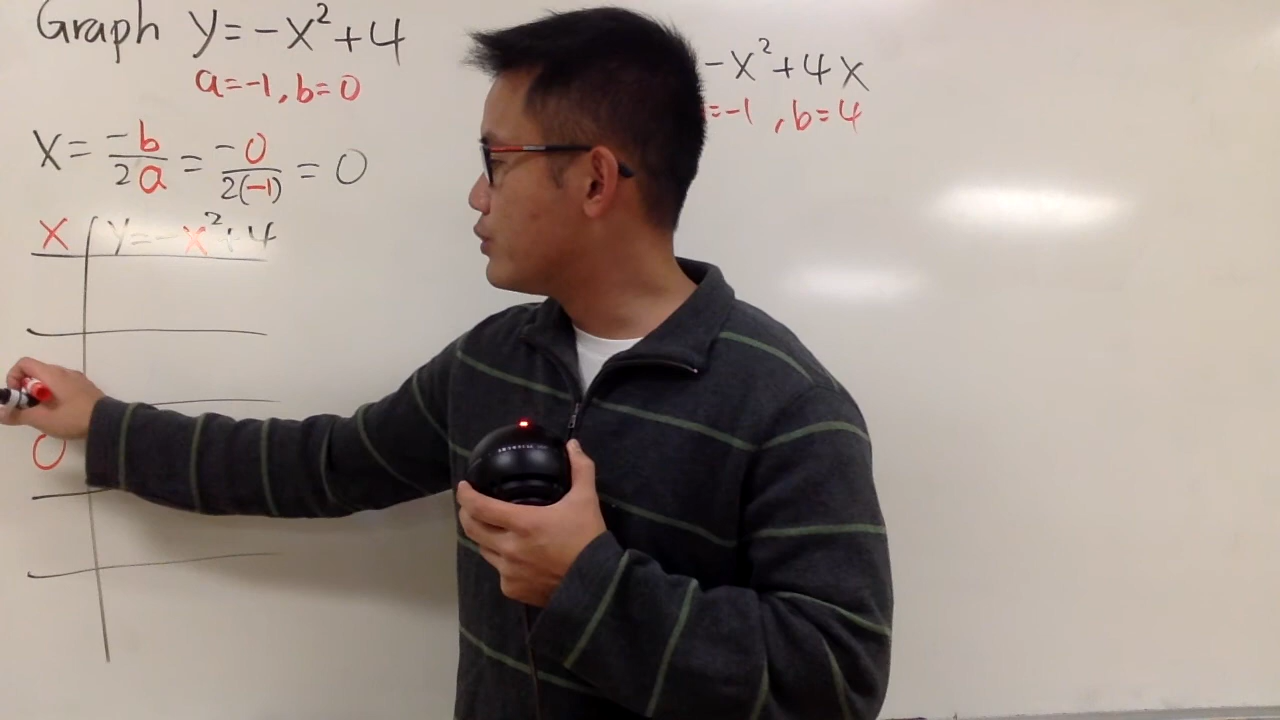 Graph y=-x²+4
a=-1, b=0
x= -b/2a = -0/2(-1) = 0
x | y=-x²+4
0
-x²+4x
=-1, b=4